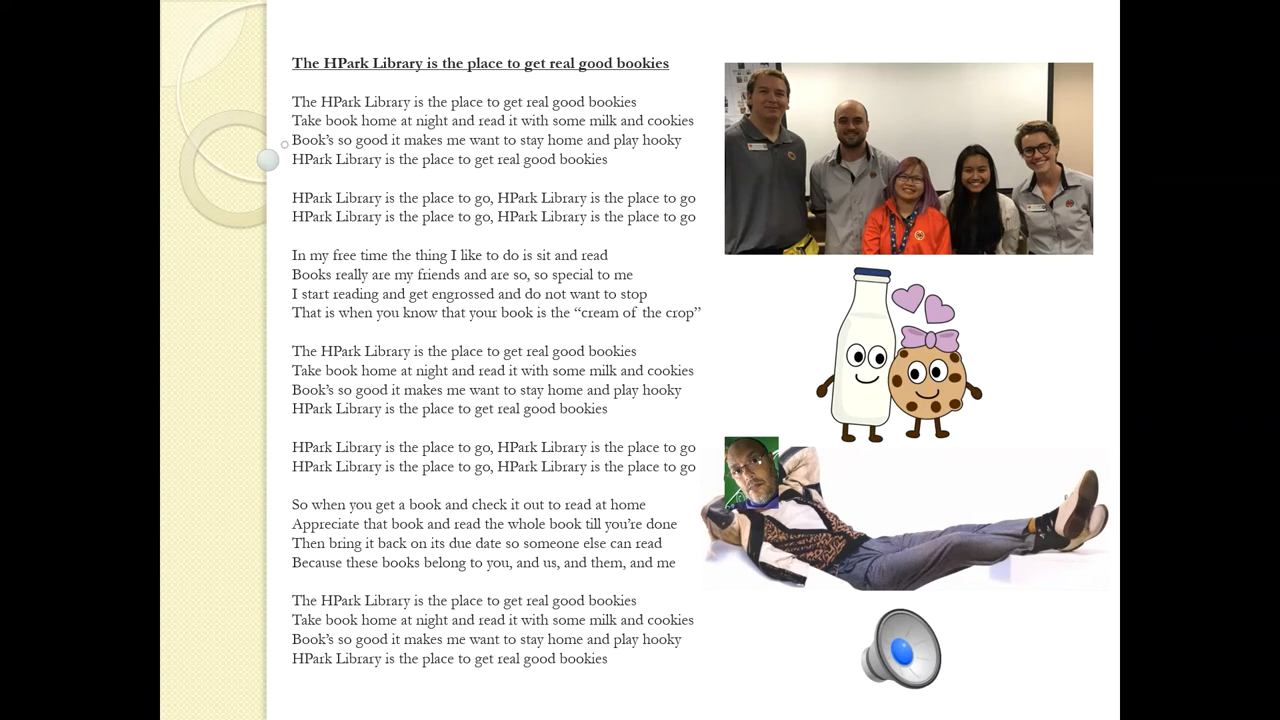 The HPark Library is the place to get real good bookies
The HPark Library is the place to get real good bookies
Take book home at night and read it with some milk and cookies
Book's so good it makes me want to stay home and play hooky
HPark Library is the place to get real good bookies
HPark Library is the place to go, HPark Library is the place to go
HPark Library is the place to go, HPark Library is the place to go
In my free time the thing I like to do is sit and read
Books really are my friends and are so, so special to me
I start reading and get engrossed and do not want to stop
That is when you know that your book is the “cream of the crop”
The HPark Library is the place to get real good bookies
Take book home at night and read it with some milk and cookies
Book's so good it makes me want to stay home and play hooky
HPark Library is the place to get real good bookies
HPark Library is the place to go, HPark Library is the place to go
HPark Library is the place to go, HPark Library is the place to go
So when you get a book and check it out to read at home
Appreciate that book and read the whole book till you're done
Then bring it back on its due date so someone else can read
Because these books belong to you, and us, and them, and me
The HPark Library is the place to get real good bookies
Take book home at night and read it with some milk and cookies
Book's so good it makes me want to stay home and play hooky
HPark Library is the place to get real good bookies